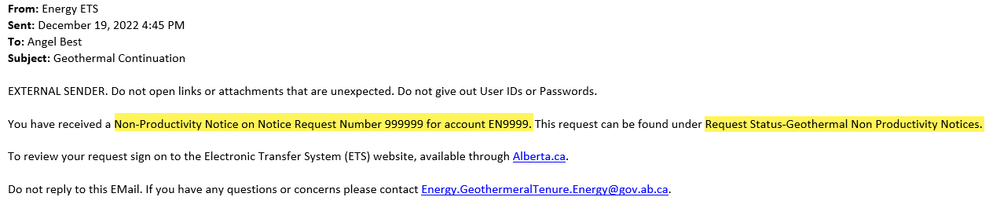 From: Energy ETS
Sent: December 19, 2022 4:45 PM
To: Angel Best
Subject: Geothermal Continuation
EXTERNAL SENDER. Do not open links or attachments that are unexpected. Do not give out User IDs or Passwords.
You have received a Non-Productivity Notice on Notice Request Number 999999 for account EN9999. This request can be found under Request Status-Geothermal Non Productivity Notices.
To review your request sign on to the Electronic Transfer System (ETS) website, available through Alberta.ca.
Do not reply to this EMail. If you have any questions or concerns please contact Energy.GeothermeralTenure.Energy@gov.ab.ca.